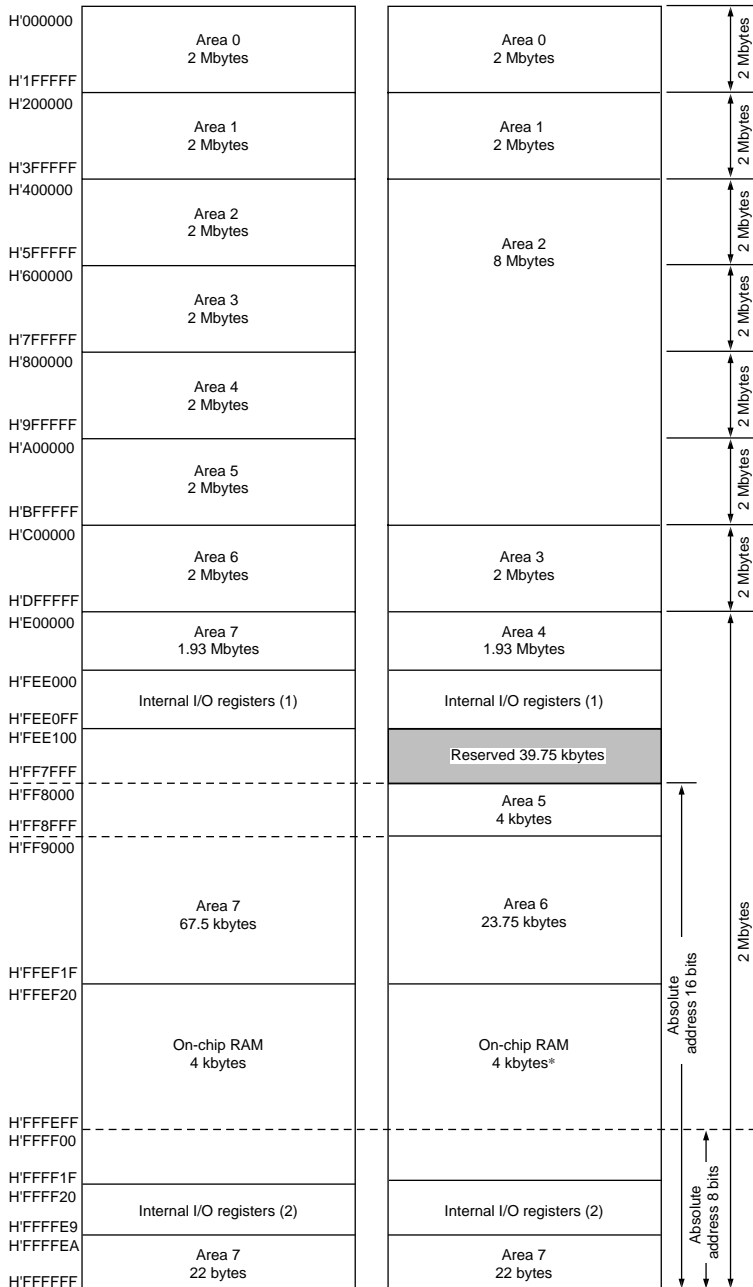 H'000000
Area 0
2 Mbytes
Area 0
2 Mbytes
2 Mbytes
H'1FFFFF
H'200000
Area 1
2 Mbytes
Area 1
2 Mbytes
2 Mbytes
H'3FFFFF
H'400000
Area 2
2 Mbytes
Area 2
8 Mbytes
2 Mbytes
H'5FFFFF
H'600000
Area 3
2 Mbytes
2 Mbytes
H'7FFFFF
H'800000
Area 4
2 Mbytes
2 Mbytes
H'9FFFFF
H'A00000
Area 5
2 Mbytes
2 Mbytes
H'BFFFFF
H'C00000
Area 6
2 Mbytes
Area 3
2 Mbytes
2 Mbytes
H'DFFFFF
H'E00000
Area 7
1.93 Mbytes
Area 4
1.93 Mbytes
H'FEE000
Internal I/O registers (1)
Internal I/O registers (1)
H'FEE0FF
H'FEE100
Reserved 39.75 kbytes
H'FF7FFF
H'FF8000
Area 5
4 kbytes
H'FF8FFF
H'FF9000
Area 7
67.5 kbytes
Area 6
23.75 kbytes
2 Mbytes
H'FFEF1F
H'FFEF20
Absolute
address 16 bits
On-chip RAM
4 kbytes
On-chip RAM
4 kbytes*
H'FFFEFF
H'FFFF00
H'FFFF1F
H'FFFF20
Internal I/O registers (2)
Internal I/O registers (2)
Absolute
address 8 bits
H'FFFFE9
H'FFFFEA
Area 7
22 bytes
Area 7
22 bytes
H'FFFFFF